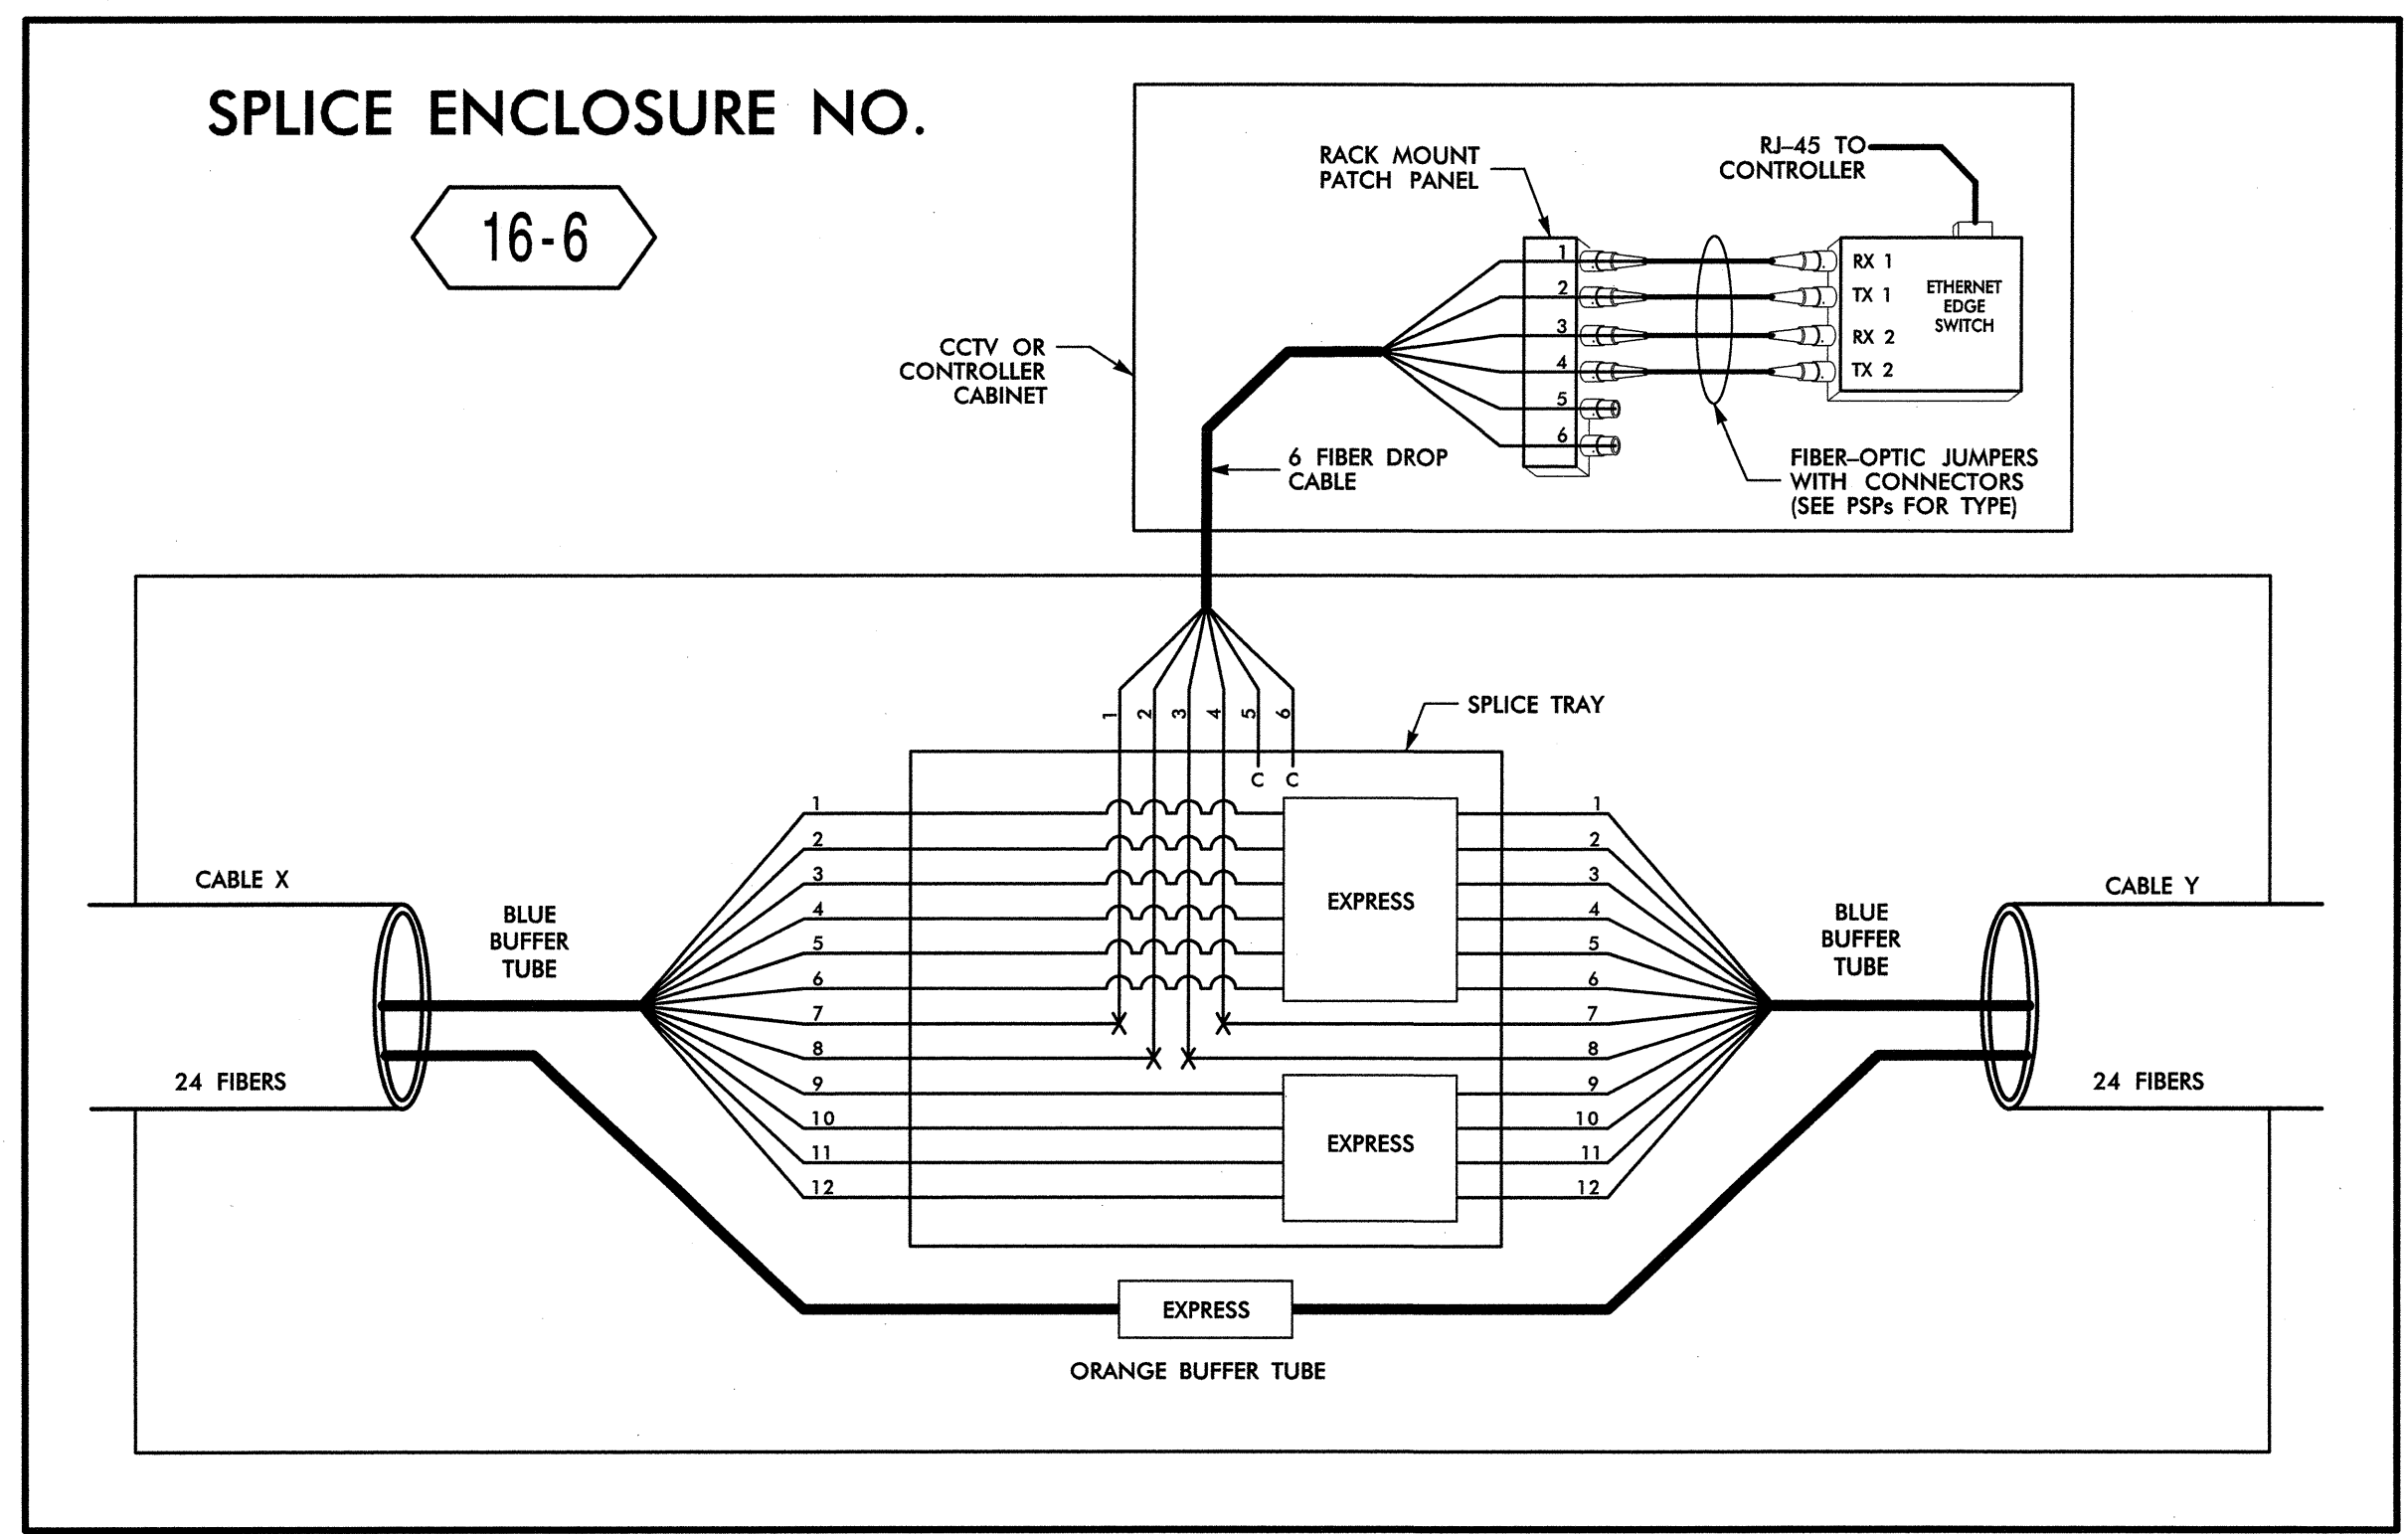 SPLICE ENCLOSURE NO.
16-6
RACK MOUNT
PATCH PANEL
RJ-45 TO
CONTROLLER
1
2
3
4
5
6
RX 1
TX 1
RX 2
TX 2
ETHERNET
EDGE
SWITCH
CCTV OR
CONTROLLER
CABINET
6 FIBER DROP
CABLE
FIBER-OPTIC JUMPERS
WITH CONNECTORS
(SEE PSPs FOR TYPE)
1 2 3 4 5 6
SPLICE TRAY
C C
CABLE X
24 FIBERS
BLUE
BUFFER
TUBE
1
2
3
4
5
6
7
8
9
10
11
12
EXPRESS
EXPRESS
1
2
3
4
5
6
7
8
9
10
11
12
BLUE
BUFFER
TUBE
CABLE Y
24 FIBERS
EXPRESS
ORANGE BUFFER TUBE